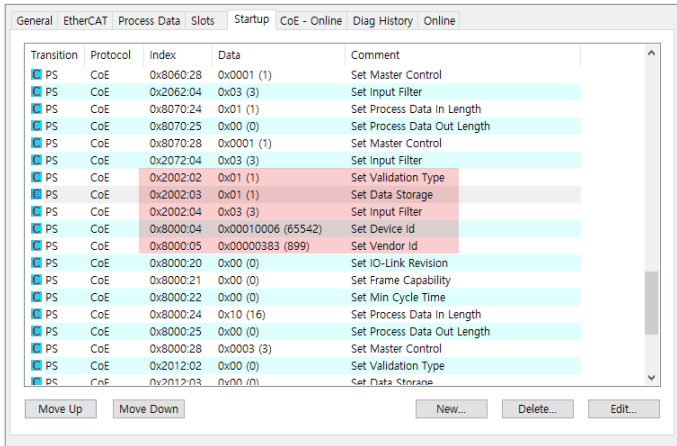 General EtherCAT Process Data Slots Startup CoE - Online Diag History Online
Transition Protocol Index Data Comment
C PS CoE 0x8060:28 0x0001 (1) Set Master Control
C PS CoE 0x2062:04 0x03 (3) Set Input Filter
C PS CoE 0x8070:24 0x01 (1) Set Process Data In Length
C PS CoE 0x8070:25 0x00 (0) Set Process Data Out Length
C PS CoE 0x8070:28 0x0001 (1) Set Master Control
C PS CoE 0x2072:04 0x03 (3) Set Input Filter
C PS CoE 0x2002:02 0x01 (1) Set Validation Type
C PS CoE 0x2002:03 0x01 (1) Set Data Storage
C PS CoE 0x2002:04 0x03 (3) Set Input Filter
C PS CoE 0x8000:04 0x00010006 (65542) Set Device Id
C PS CoE 0x8000:05 0x00000383 (899) Set Vendor Id
C PS CoE 0x8000:20 0x00 (0) Set IO-Link Revision
C PS CoE 0x8000:21 0x00 (0) Set Frame Capability
C PS CoE 0x8000:22 0x00 (0) Set Min Cycle Time
C PS CoE 0x8000:24 0x10 (16) Set Process Data In Length
C PS CoE 0x8000:25 0x00 (0) Set Process Data Out Length
C PS CoE 0x8000:28 0x0003 (3) Set Master Control
C PS CoE 0x2012:02 0x00 (0) Set Validation Type
C PS CoE 0x2012:03 0x00 (0) Set Data Storage
Move Up Move Down New... Delete... Edit...